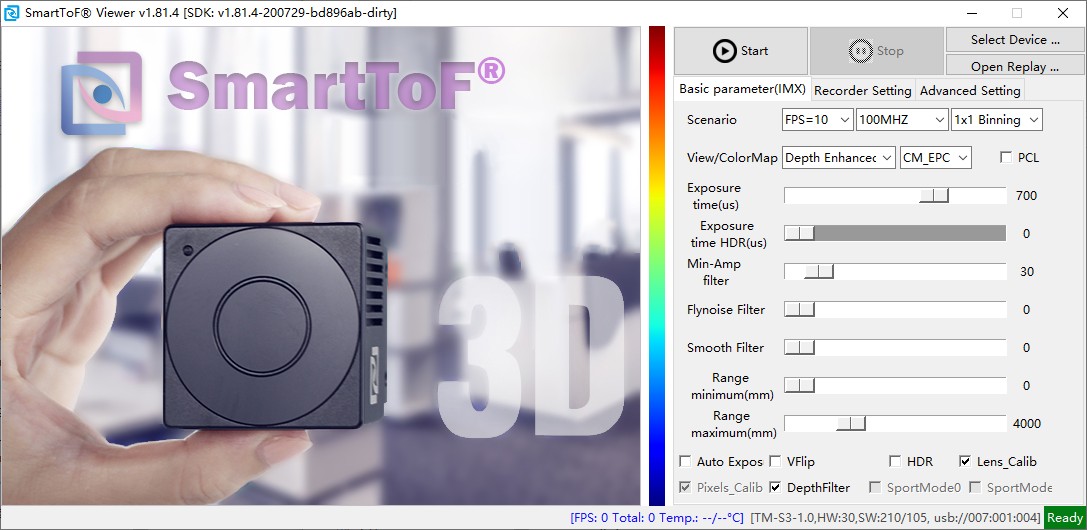 SmartToF® Viewer v1.81.4 [SDK: v1.81.4-200729-bd896ab-dirty]
SmartToF®
3D
Start
Stop
Select Device ...
Open Replay ...
Basic parameter(IMX) Recorder Setting Advanced Setting
Scenario FPS=10 100MHZ 1x1 Binning
View/ColorMap Depth Enhanced CM_EPC PCL
Exposure
time(us) 700
Exposure
time HDR(us) 0
Min-Amp
filter 30
Flynoise Filter 0
Smooth Filter 0
Range
minimum(mm) 0
Range
maximum(mm) 4000
Auto Expos VFlip HDR Lens_Calib
Pixels_Calib DepthFilter SportMode0 SportMode
[FPS: 0 Total: 0 Temp.: --/--°C] [TM-S3-1.0,HW:30,SW:210/105, usb://007:001:004] Ready